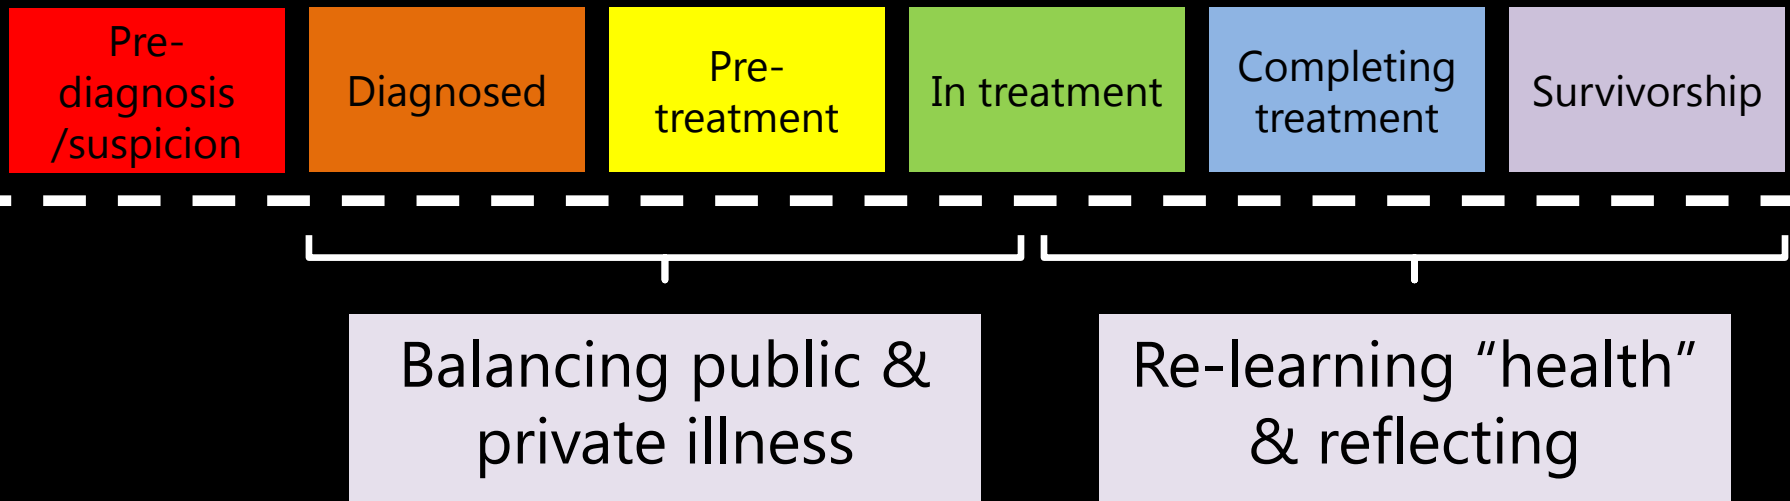 Pre-
diagnosis
/suspicion
Diagnosed
Pre-
treatment
In treatment
Completing
treatment
Survivorship
Balancing public &
private illness
Re-learning “health”
& reflecting